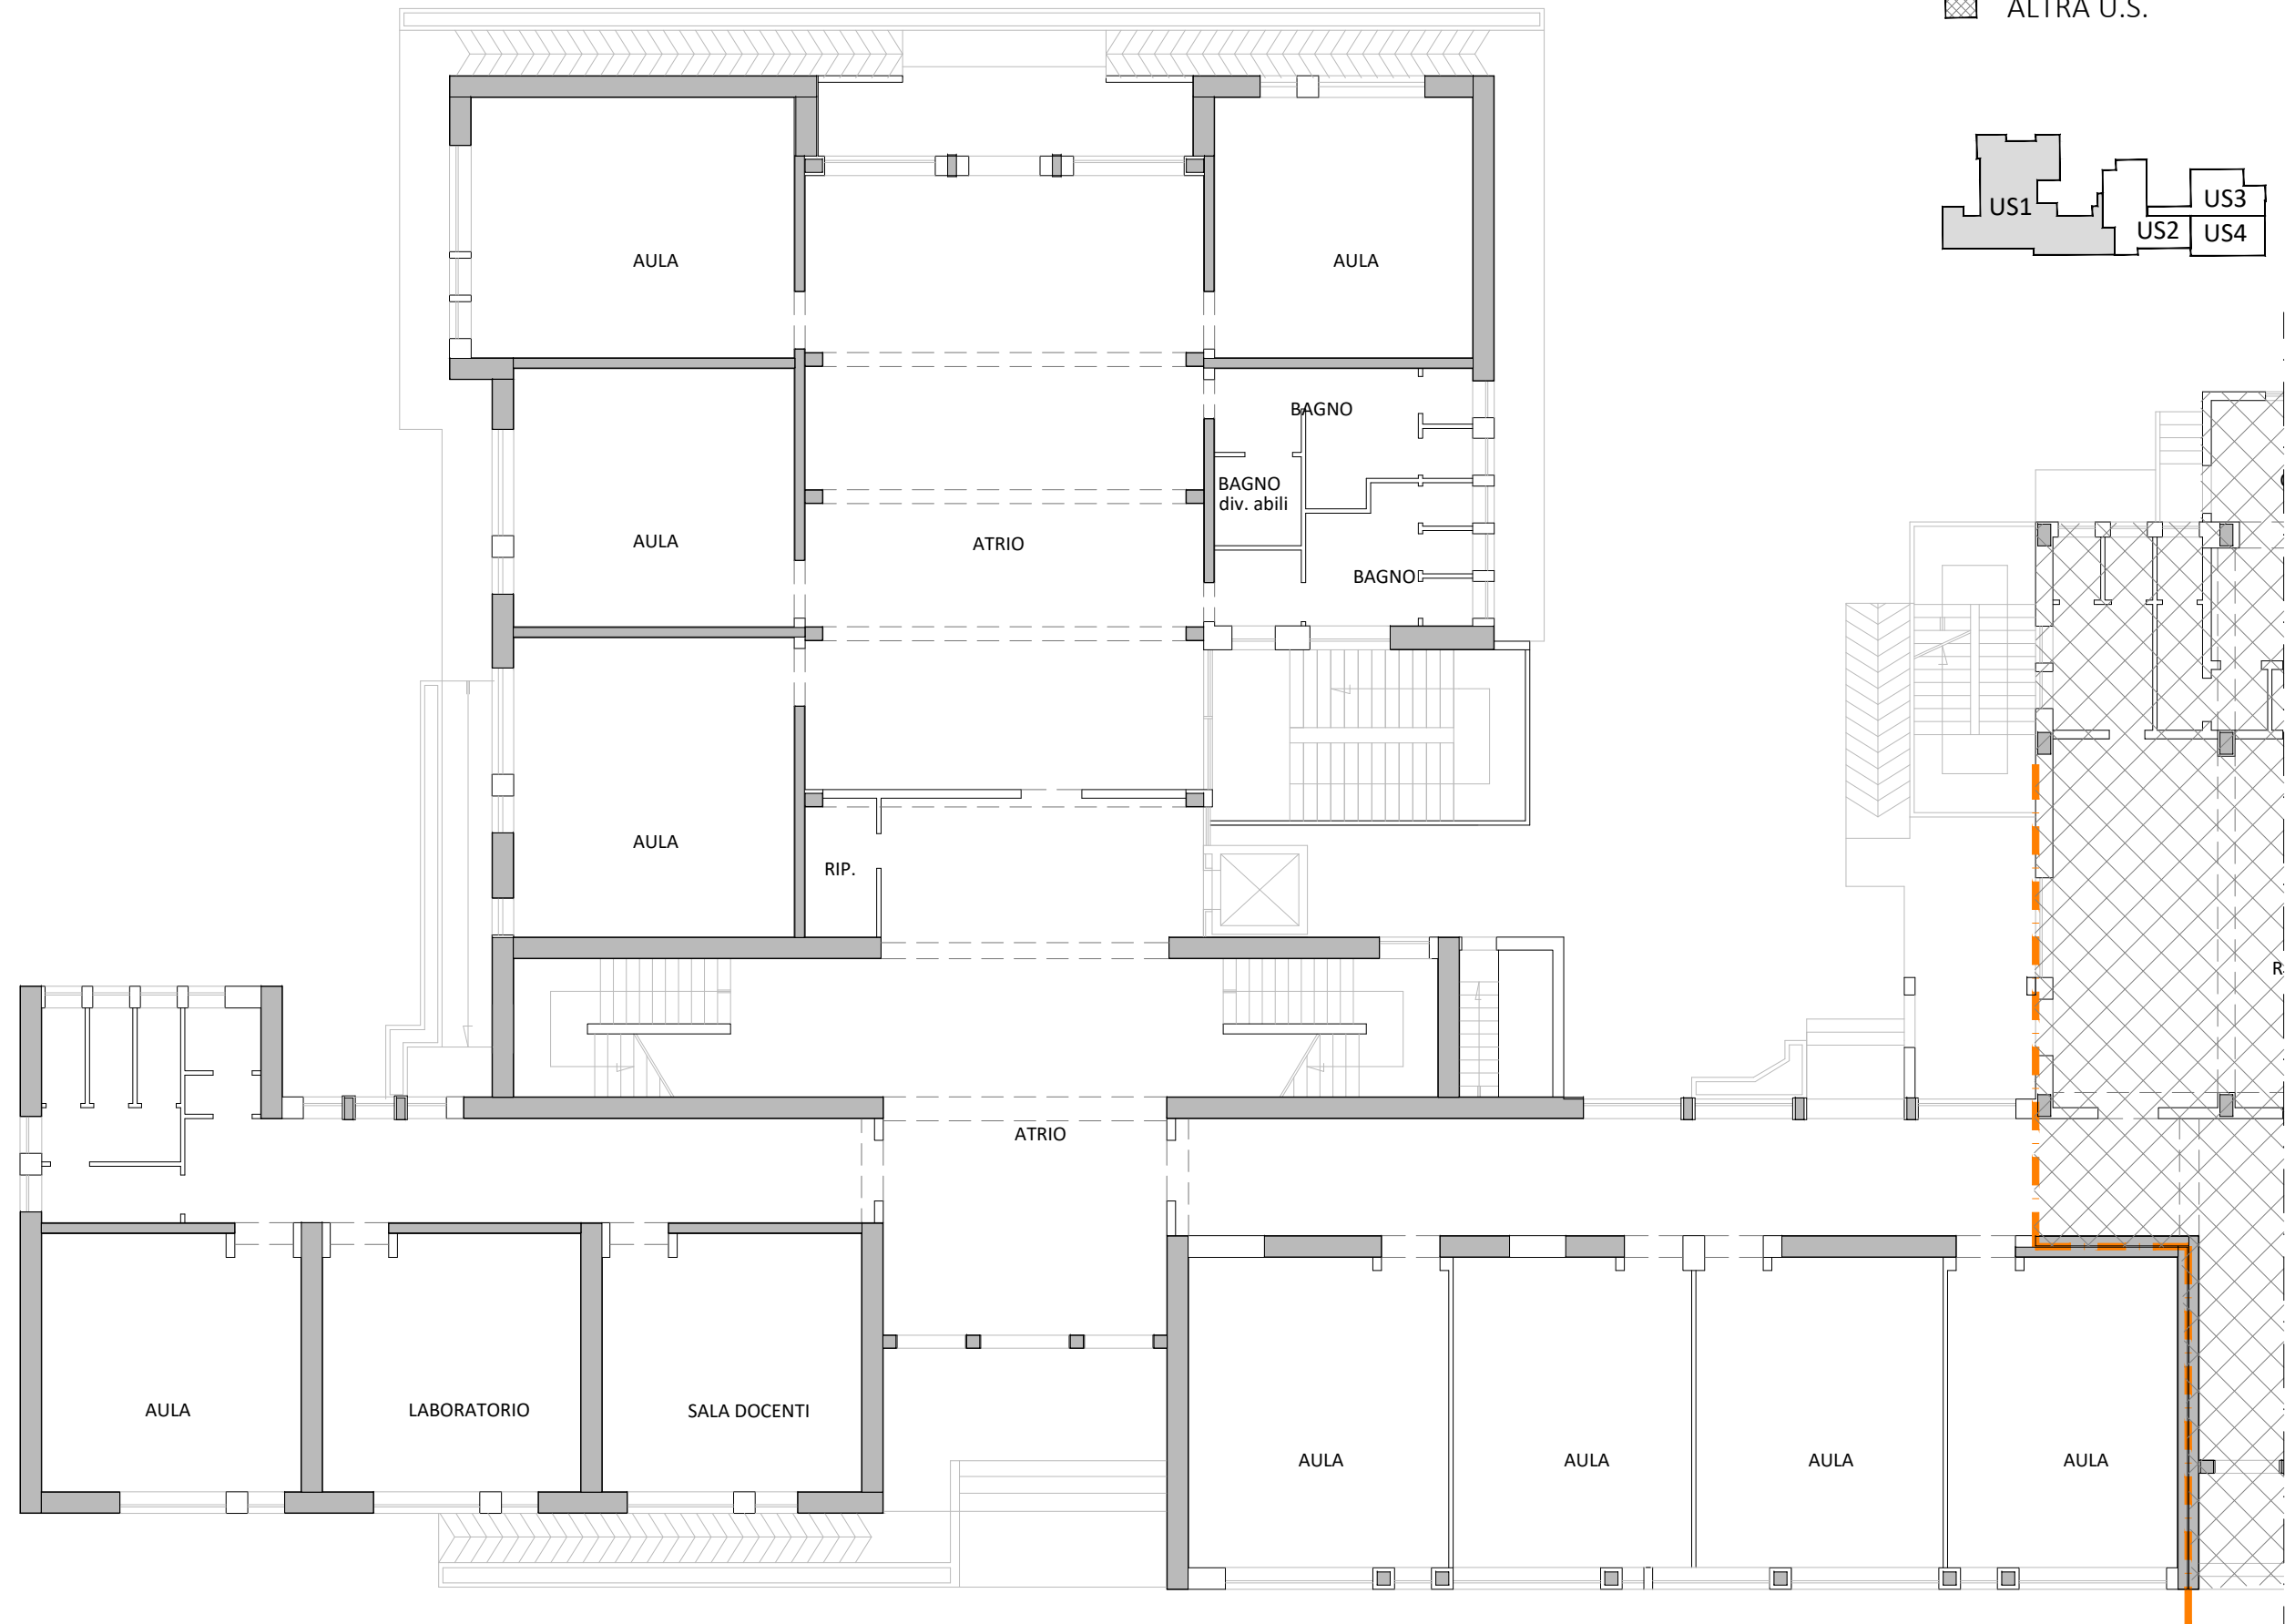 ALTRA U.S.
US1
US2
US3
US4
AULA
AULA
BAGNO
BAGNO
div. abili
AULA
ATRIO
BAGNO
AULA
RIP.
ATRIO
AULA
LABORATORIO
SALA DOCENTI
AULA
AULA
AULA
AULA